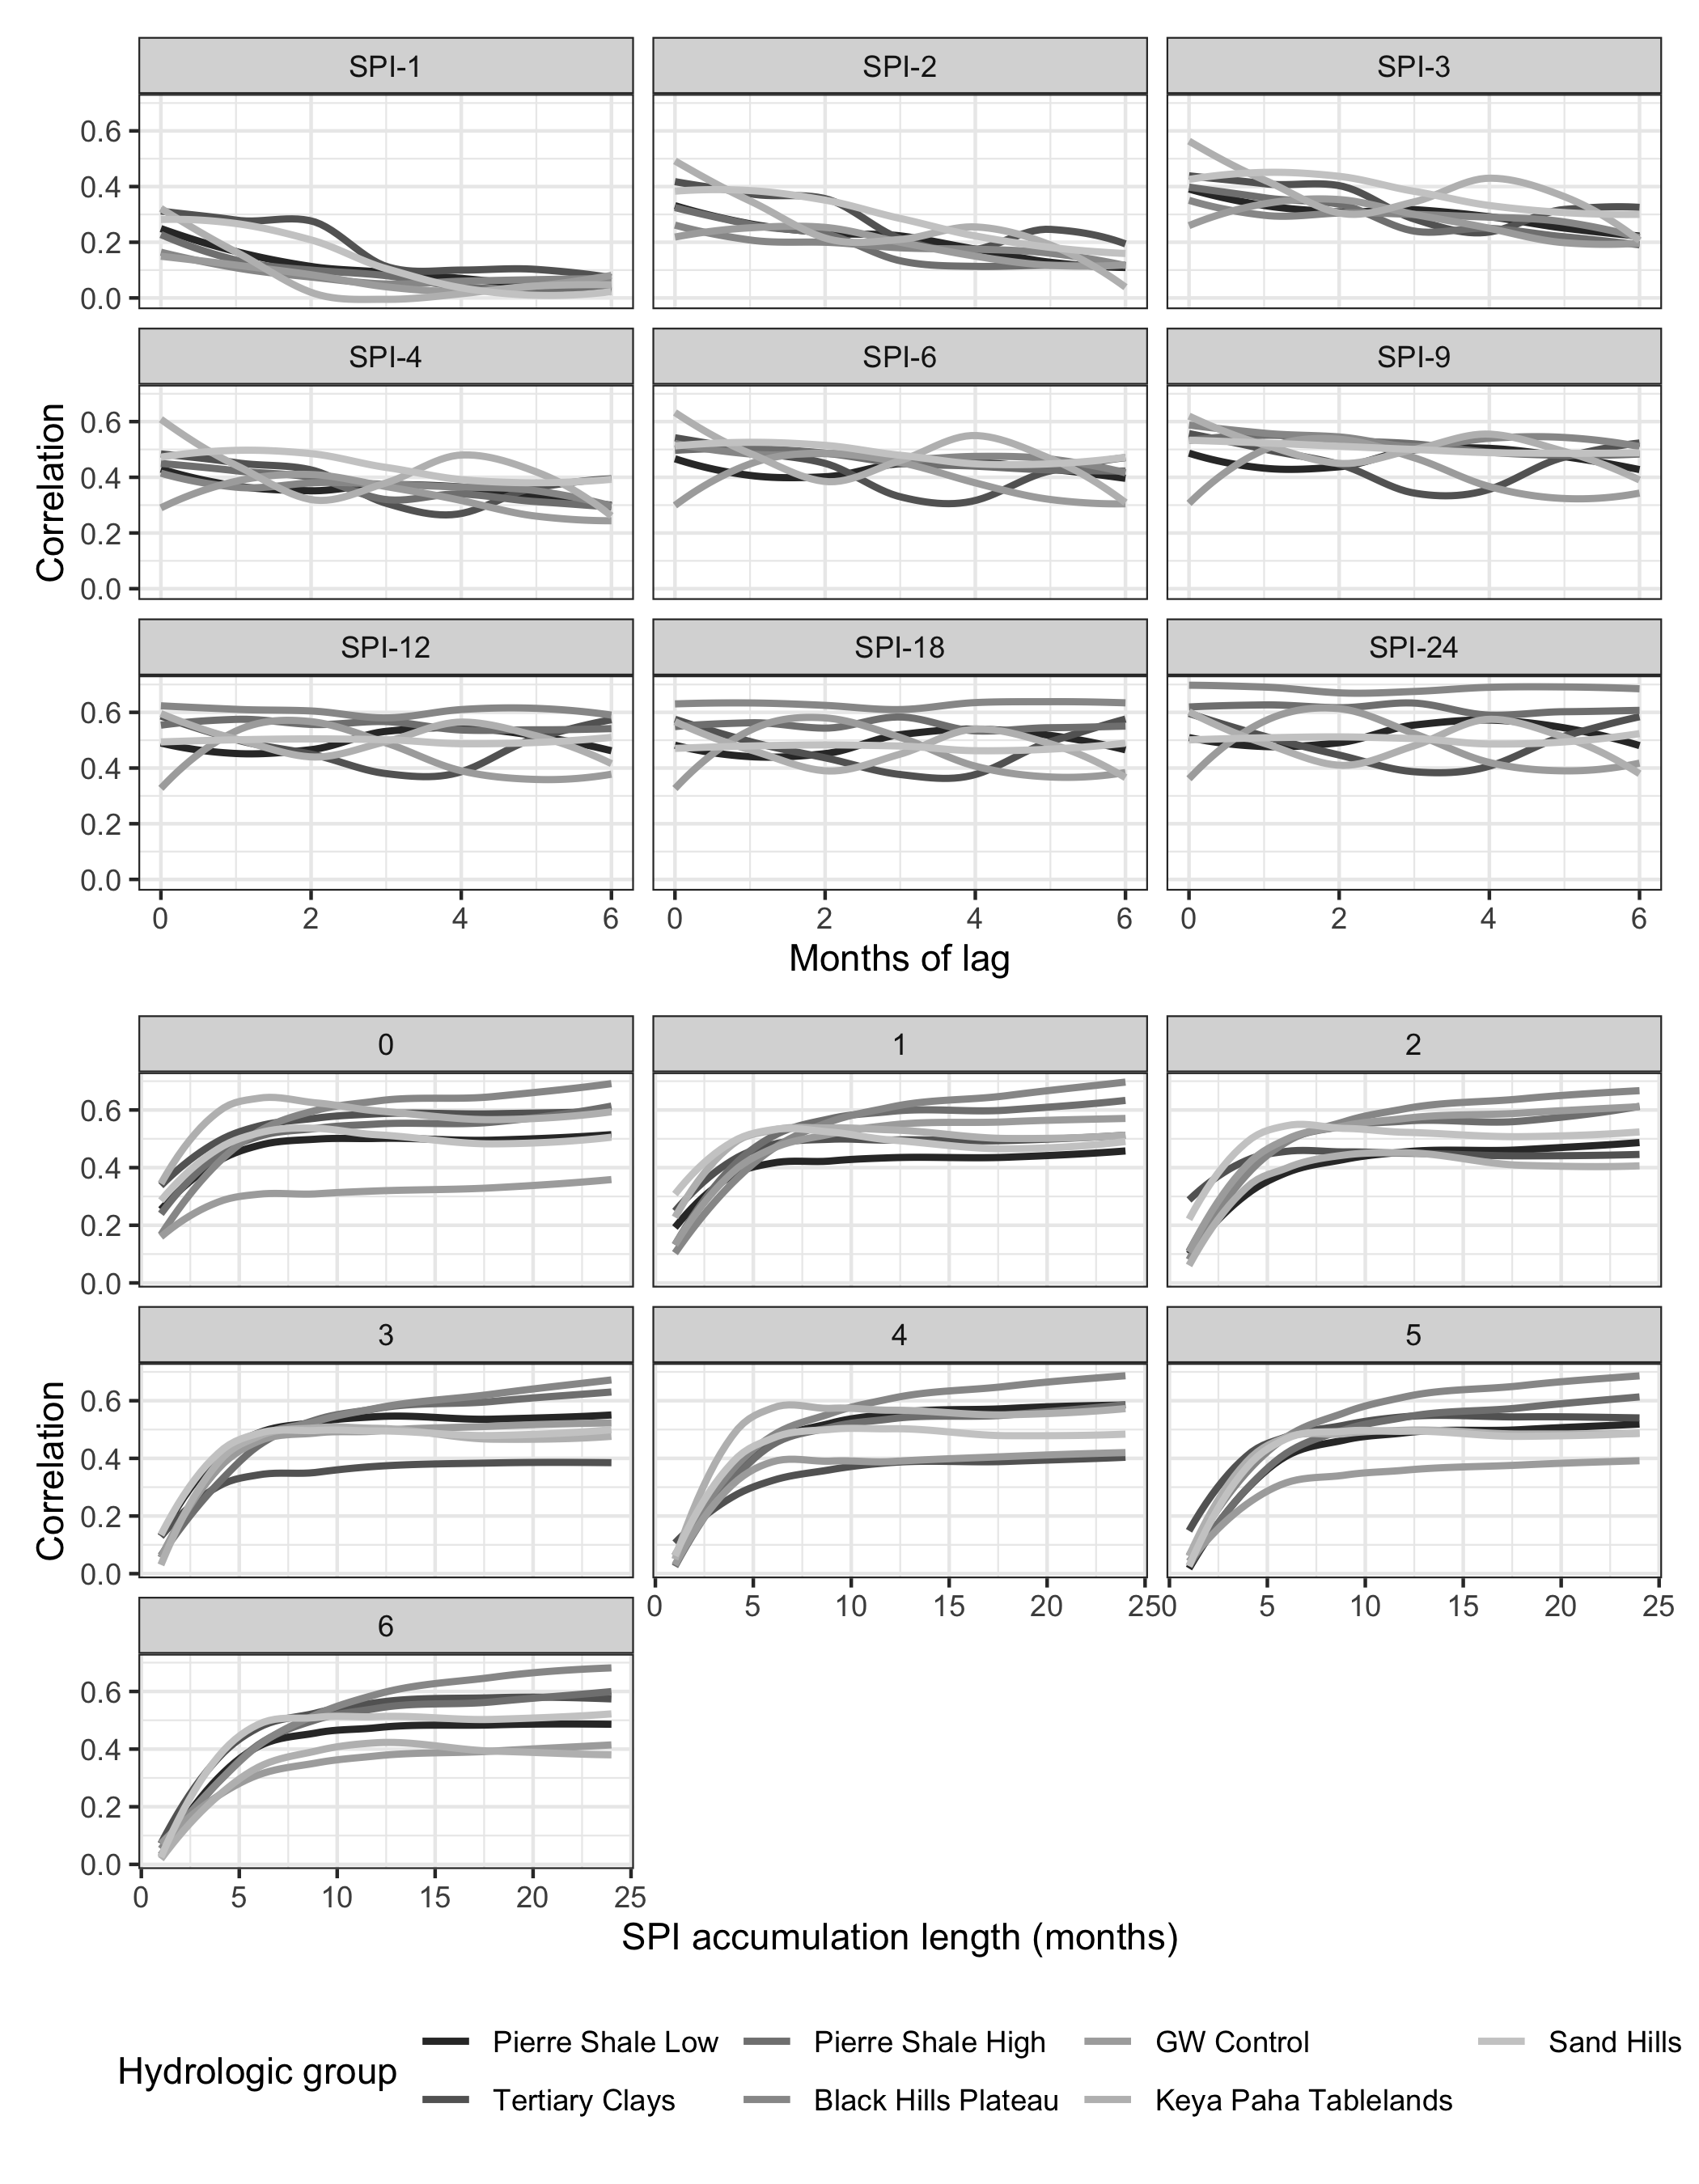 SPI-1 SPI-2 SPI-3
0.6
0.4
0.2
0.0
SPI-4 SPI-6 SPI-9
Correlation
0.6
0.4
0.2
0.0
SPI-12 SPI-18 SPI-24
0.6
0.4
0.2
0.0
0 2 4 6 0 2 4 6 0 2 4 6
Months of lag
0 1 2
0.6
0.4
0.2
0.0
3 4 5
Correlation
0.6
0.4
0.2
0.0
0 5 10 15 20 25 0 5 10 15 20 25
6
0.6
0.4
0.2
0.0
0 5 10 15 20 25
SPI accumulation length (months)
Hydrologic group
Pierre Shale Low Pierre Shale High GW Control Sand Hills
Tertiary Clays Black Hills Plateau Keya Paha Tablelands